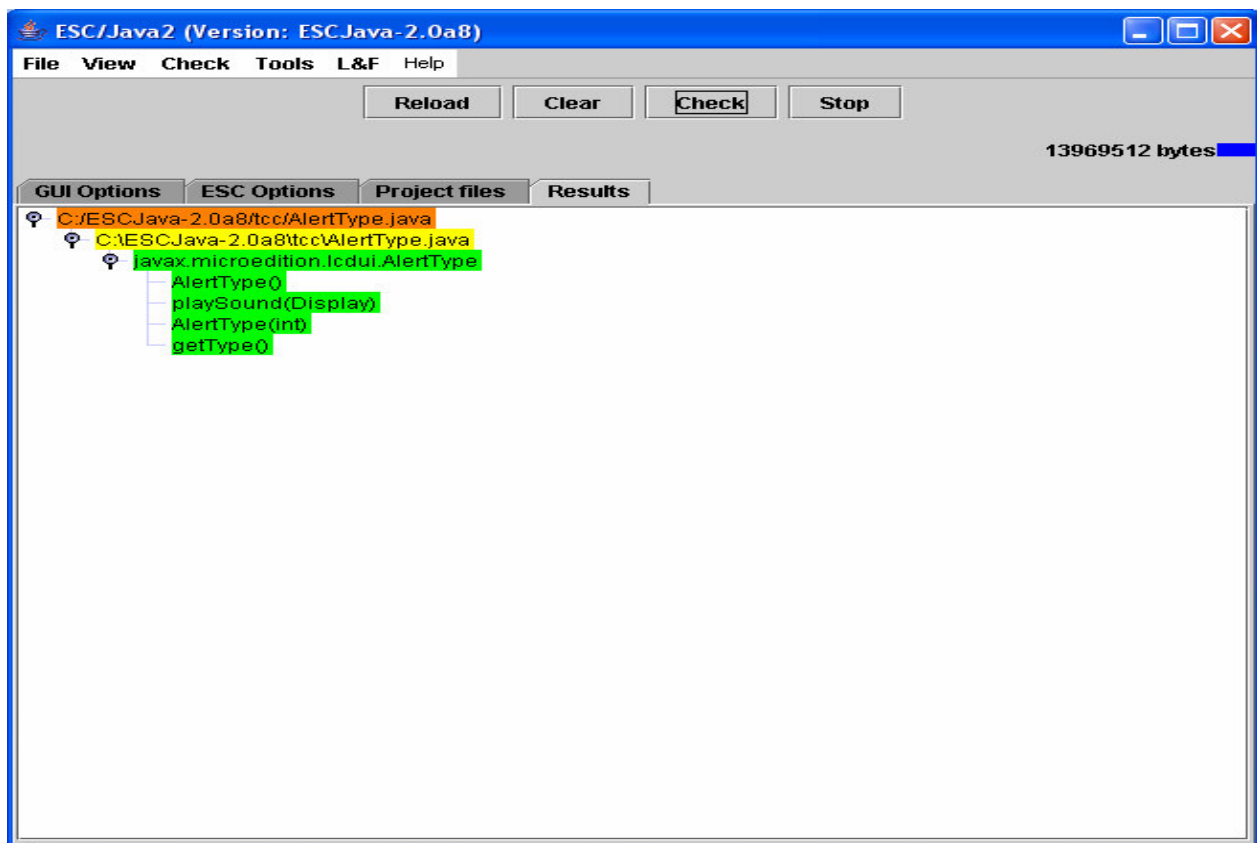 ESC/Java2 (Version: ESCJava-2.0a8)
File View Check Tools L&F Help
Reload Clear Check Stop
13969512 bytes
GUI Options ESC Options Project files Results
C:/ESCJava-2.0a8/tcc/AlertType.java
C:\ESCJava-2.0a8\tcc\AlertType.java
javax.microedition.lcdui.AlertType
AlertType()
playSound(Display)
AlertType(int)
getType()